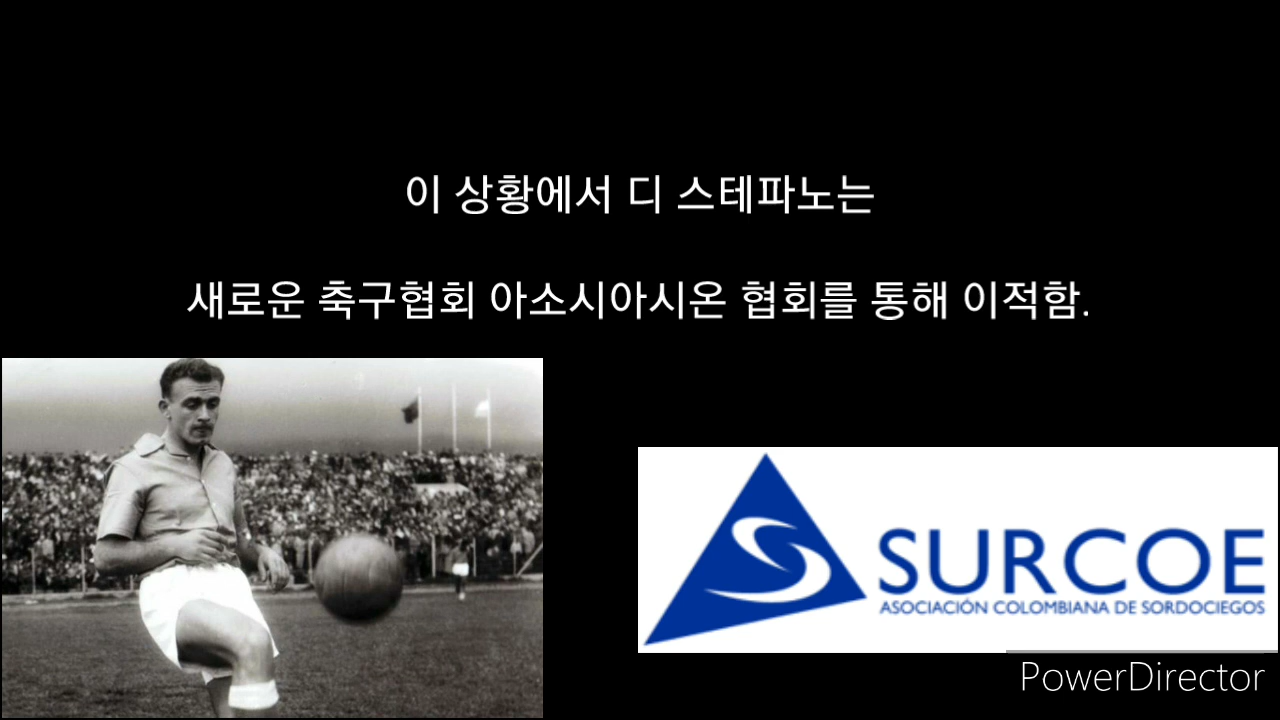 이 상황에서 디 스테파노는
새로운 축구협회 아소시아시온 협회를 통해 이적함.
SURCOE
ASOCIACIÓN COLOMBIANA DE SORDOCIEGOS
PowerDirector